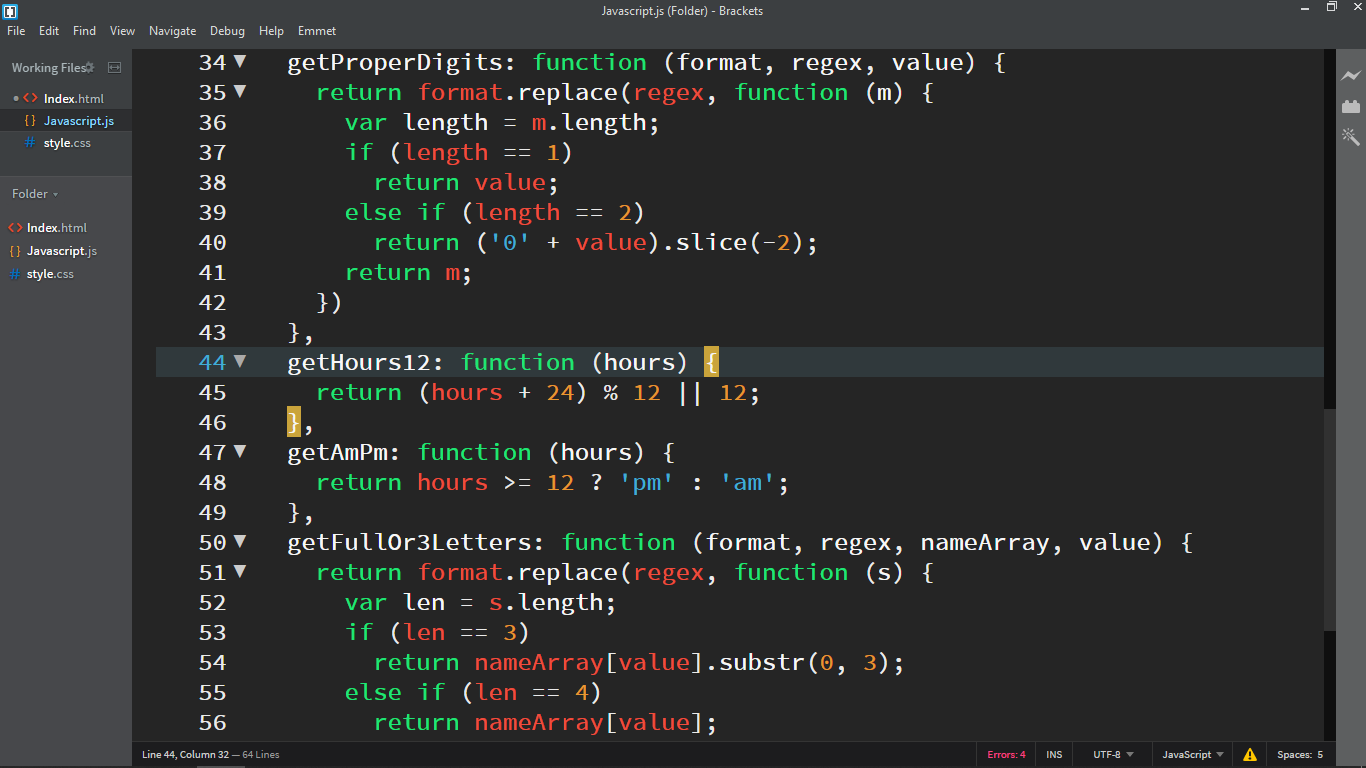 Javascript.js (Folder) - Brackets
File Edit Find View Navigate Debug Help Emmet
Working Files
Index.html
{} Javascript.js
# style.css
Folder
Index.html
{} Javascript.js
# style.css
34 getProperDigits: function (format, regex, value) {
35 return format.replace(regex, function (m) {
36 var length = m.length;
37 if (length == 1)
38 return value;
39 else if (length == 2)
40 return ('0' + value).slice(-2);
41 return m;
42 })
43 },
44 getHours12: function (hours) {
45 return (hours + 24) % 12 || 12;
46 },
47 getAmPm: function (hours) {
48 return hours >= 12 ? 'pm' : 'am';
49 },
50 getFullOr3Letters: function (format, regex, nameArray, value) {
51 return format.replace(regex, function (s) {
52 var len = s.length;
53 if (len == 3)
54 return nameArray[value].substr(0, 3);
55 else if (len == 4)
56 return nameArray[value];
Line 44, Column 32 — 64 Lines Errors: 4 INS UTF-8 JavaScript Spaces: 5